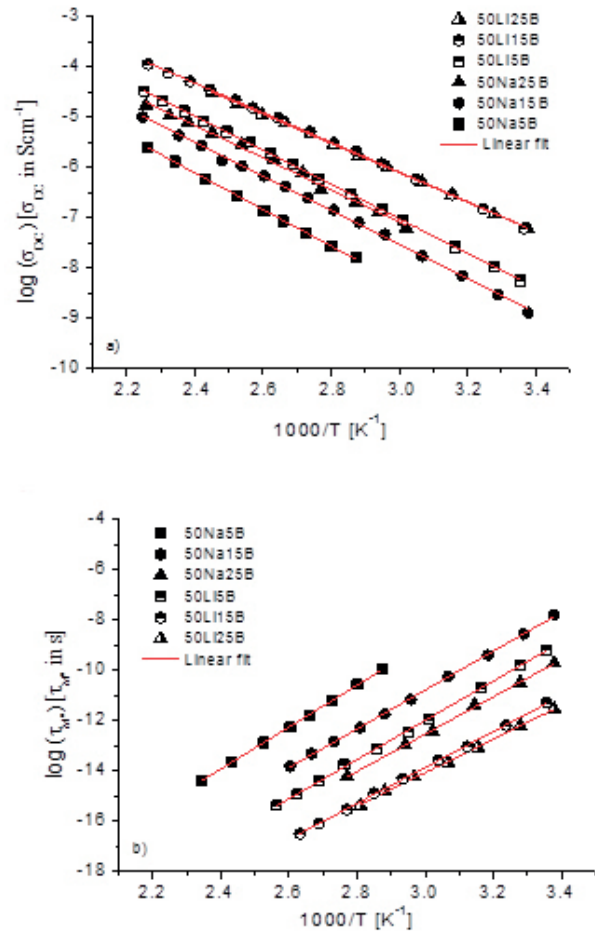 -3
-4
-5
-6
-7
-8
-9
-10
log (σDC) [σDC in Scm⁻¹]
50LI25B
50LI15B
50LI5B
50Na25B
50Na15B
50Na5B
Linear fit
a)
2.2 2.4 2.6 2.8 3.0 3.2 3.4
1000/T [K⁻¹]
-4
-6
-8
-10
-12
-14
-16
-18
log (τM″) [τM″ in s]
50Na5B
50Na15B
50Na25B
50LI5B
50LI15B
50LI25B
Linear fit
b)
2.2 2.4 2.6 2.8 3.0 3.2 3.4
1000/T [K⁻¹]